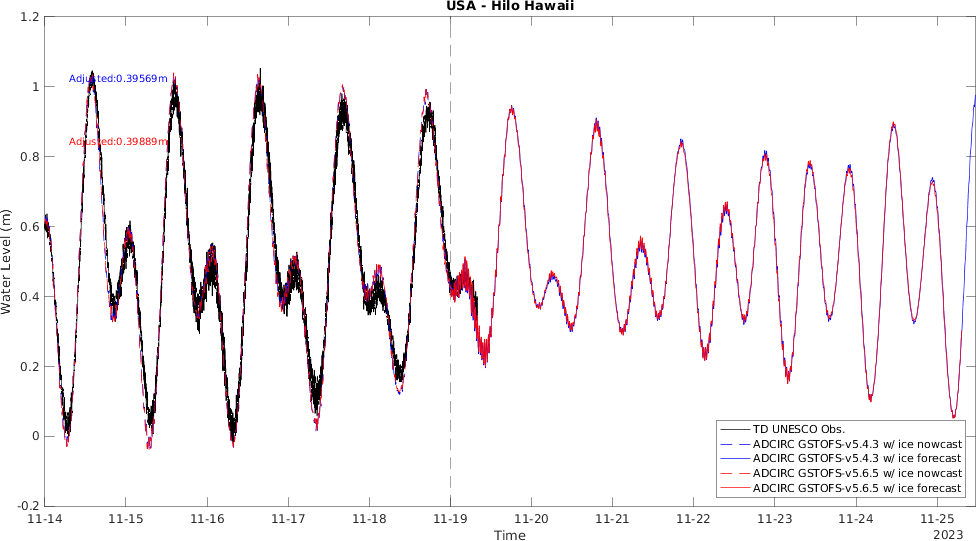 USA - Hilo Hawaii
1.2
1
0.8
0.6
0.4
0.2
0
-0.2
Water Level (m)
Adjusted:0.39569m
Adjusted:0.39889m
TD UNESCO Obs.
ADCIRC GSTOFS-v5.4.3 w/ ice nowcast
ADCIRC GSTOFS-v5.4.3 w/ ice forecast
ADCIRC GSTOFS-v5.6.5 w/ ice nowcast
ADCIRC GSTOFS-v5.6.5 w/ ice forecast
11-14 11-15 11-16 11-17 11-18 11-19 11-20 11-21 11-22 11-23 11-24 11-25
Time
2023